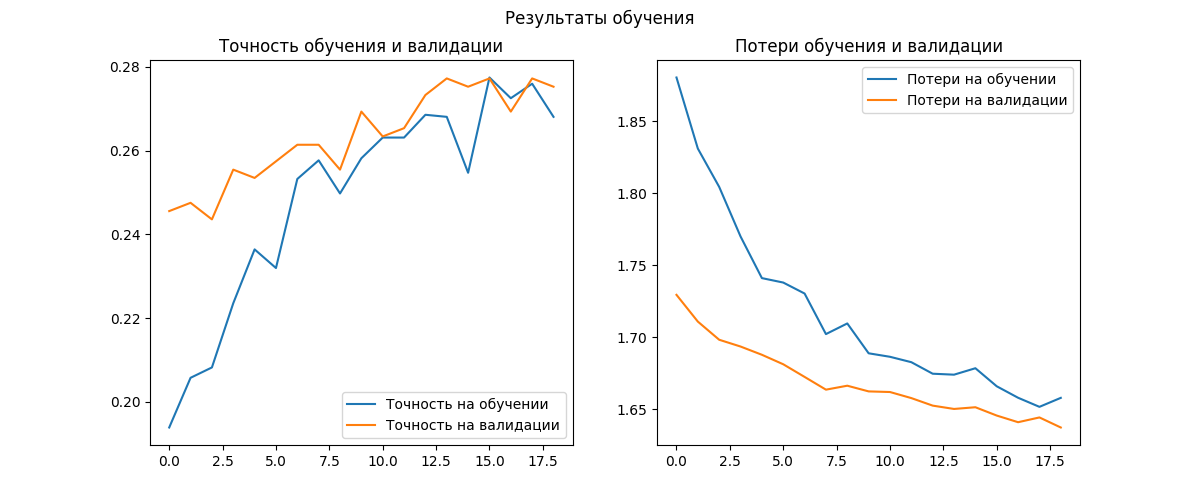 Результаты обучения
Точность обучения и валидации
0.28
0.26
0.24
0.22
0.20
0.0 2.5 5.0 7.5 10.0 12.5 15.0 17.5
Точность на обучении
Точность на валидации
Потери обучения и валидации
1.85
1.80
1.75
1.70
1.65
0.0 2.5 5.0 7.5 10.0 12.5 15.0 17.5
Потери на обучении
Потери на валидации